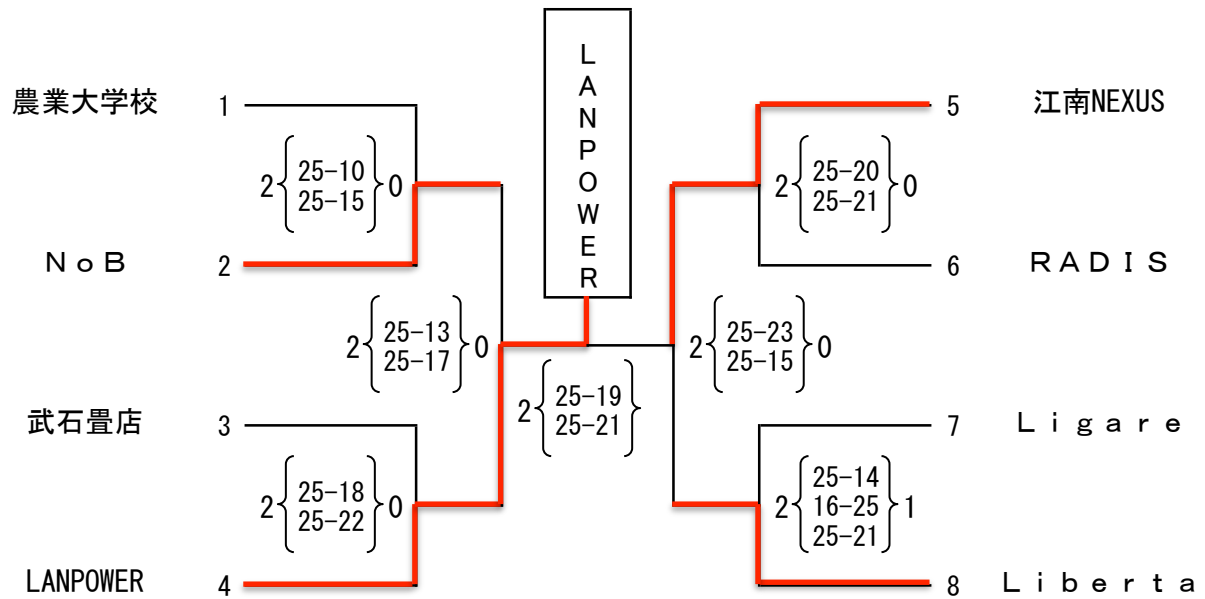 LANPOWER
農業大学校 1
2 25-10 0
25-15
ＮｏＢ 2
2 25-13 0
25-17
武石畳店 3
2 25-18 0
25-22
LANPOWER 4
2 25-19
25-21
5 江南NEXUS
2 25-20 0
25-21
6 ＲＡＤＩＳ
2 25-23 0
25-15
7 Ｌｉｇａｒｅ
2 25-14 1
16-25
25-21
8 Ｌｉｂｅｒｔａ